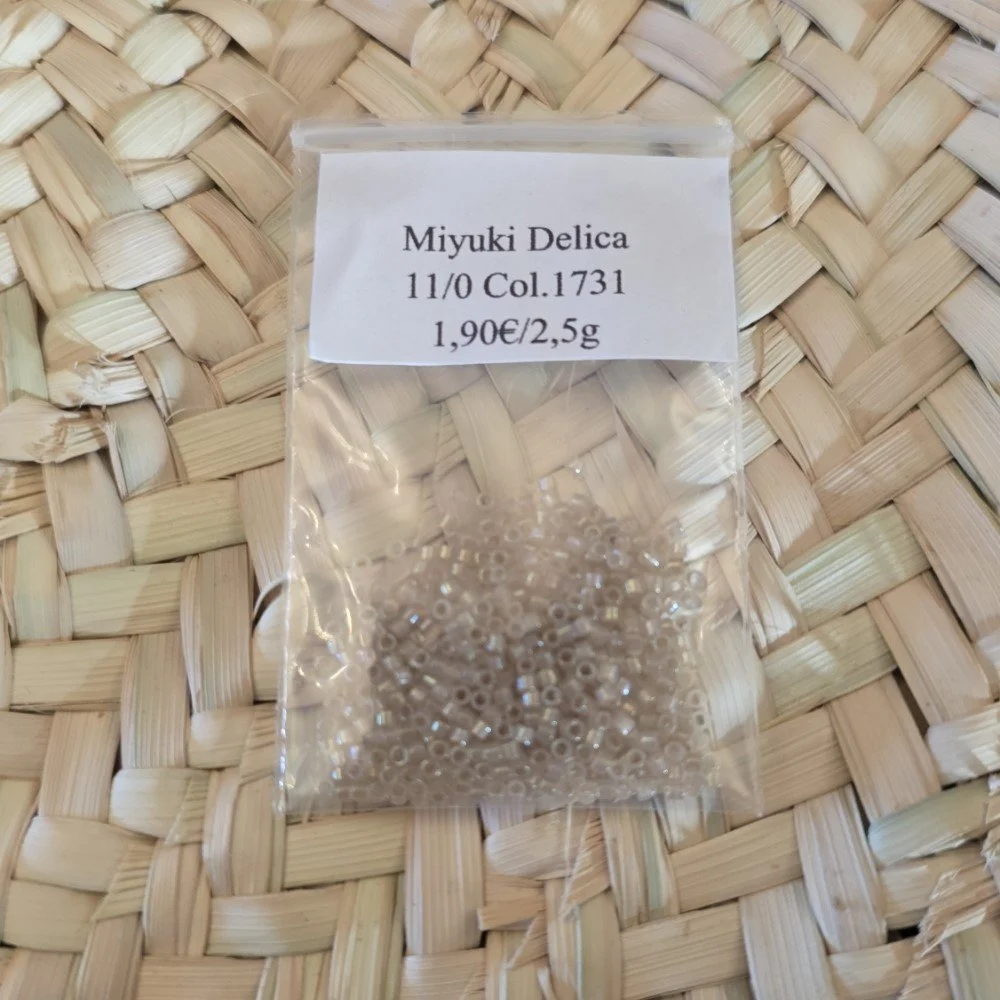 Miyuki Delica
11/0 Col.1731
1,90€/2,5g